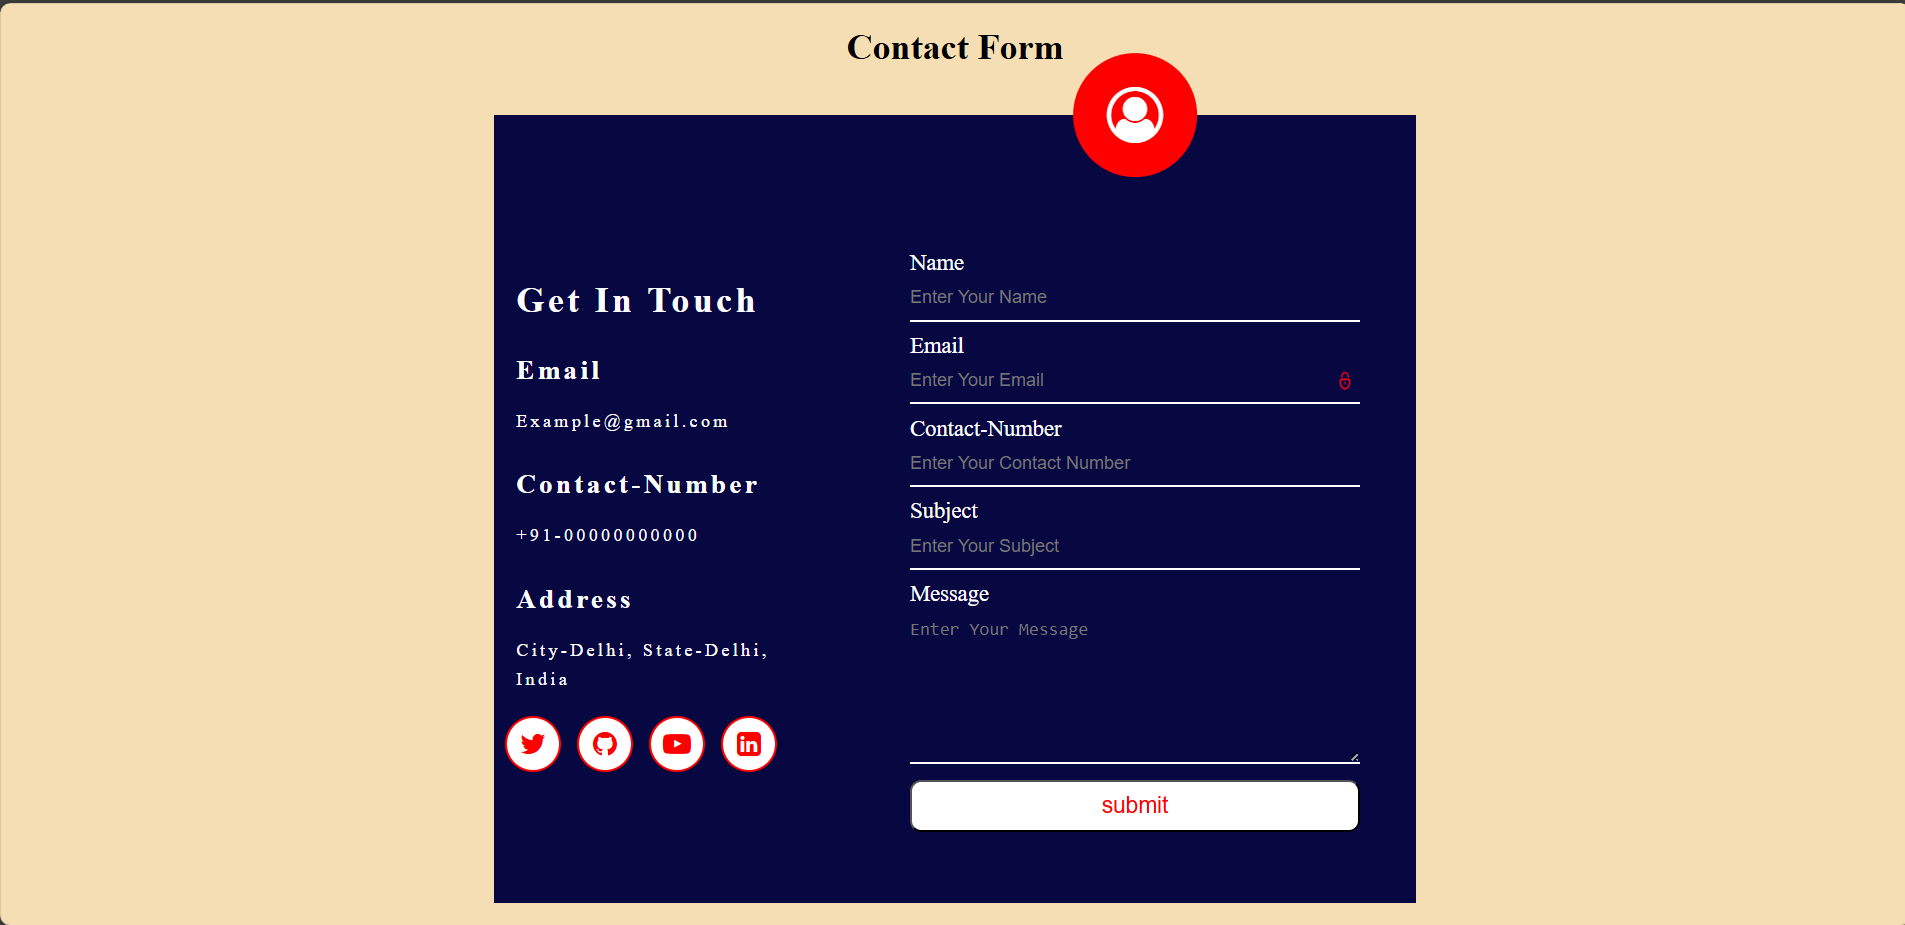 Contact Form
Get In Touch
Email
Example@gmail.com
Contact-Number
+91-00000000000
Address
City-Delhi, State-Delhi,
India
in
Name
Enter Your Name
Email
Enter Your Email
Contact-Number
Enter Your Contact Number
Subject
Enter Your Subject
Message
Enter Your Message
submit